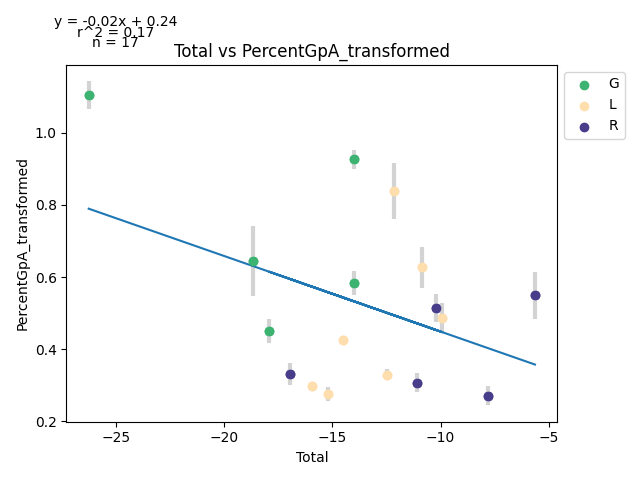 y = -0.02x + 0.24
r^2 = 0.17
n = 17
Total vs PercentGpA_transformed
G
L
R
PercentGpA_transformed
1.0
0.8
0.6
0.4
0.2
−25
−20
−15
−10
−5
Total